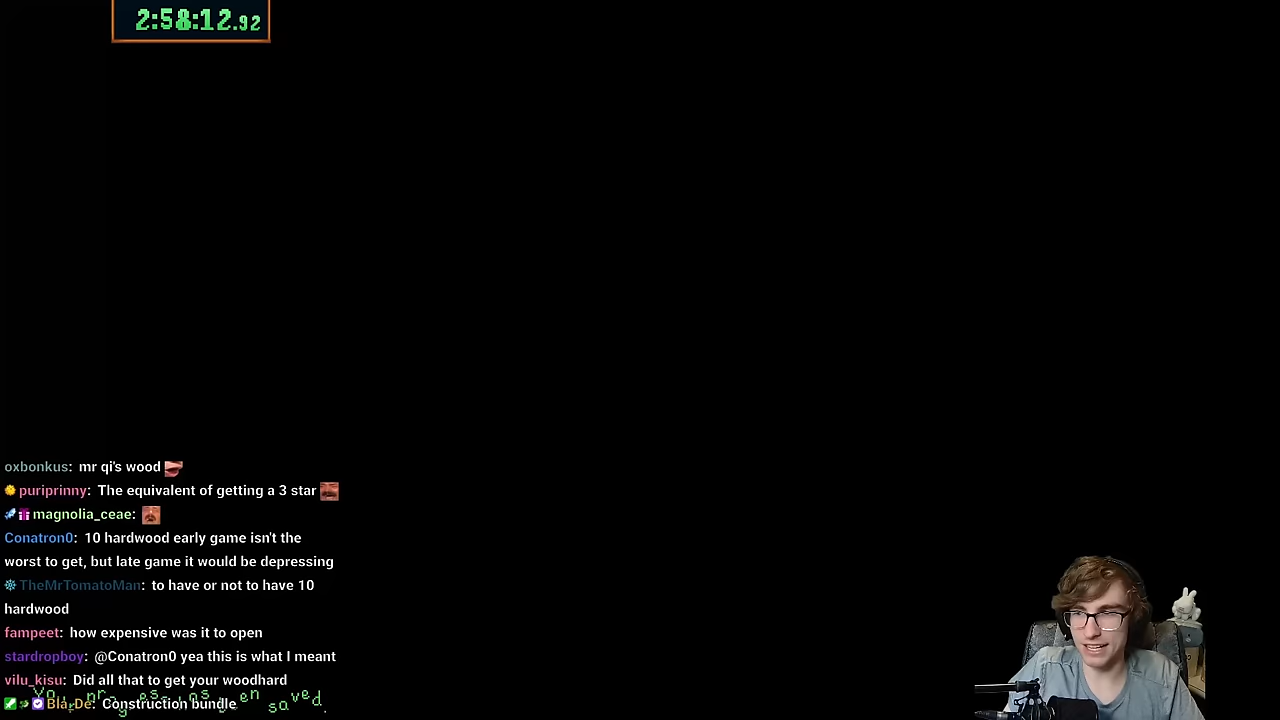 2:58:12.92
oxbonkus: mr qi's wood
puriprinny: The equivalent of getting a 3 star
magnolia_ceae:
Conatron0: 10 hardwood early game isn't the
worst to get, but late game it would be depressing
TheMrTomatoMan: to have or not to have 10
hardwood
fampeet: how expensive was it to open
stardropboy: @Conatron0 yea this is what I meant
vilu_kisu: Did all that to get your woodhard
saved.
Construction bundle